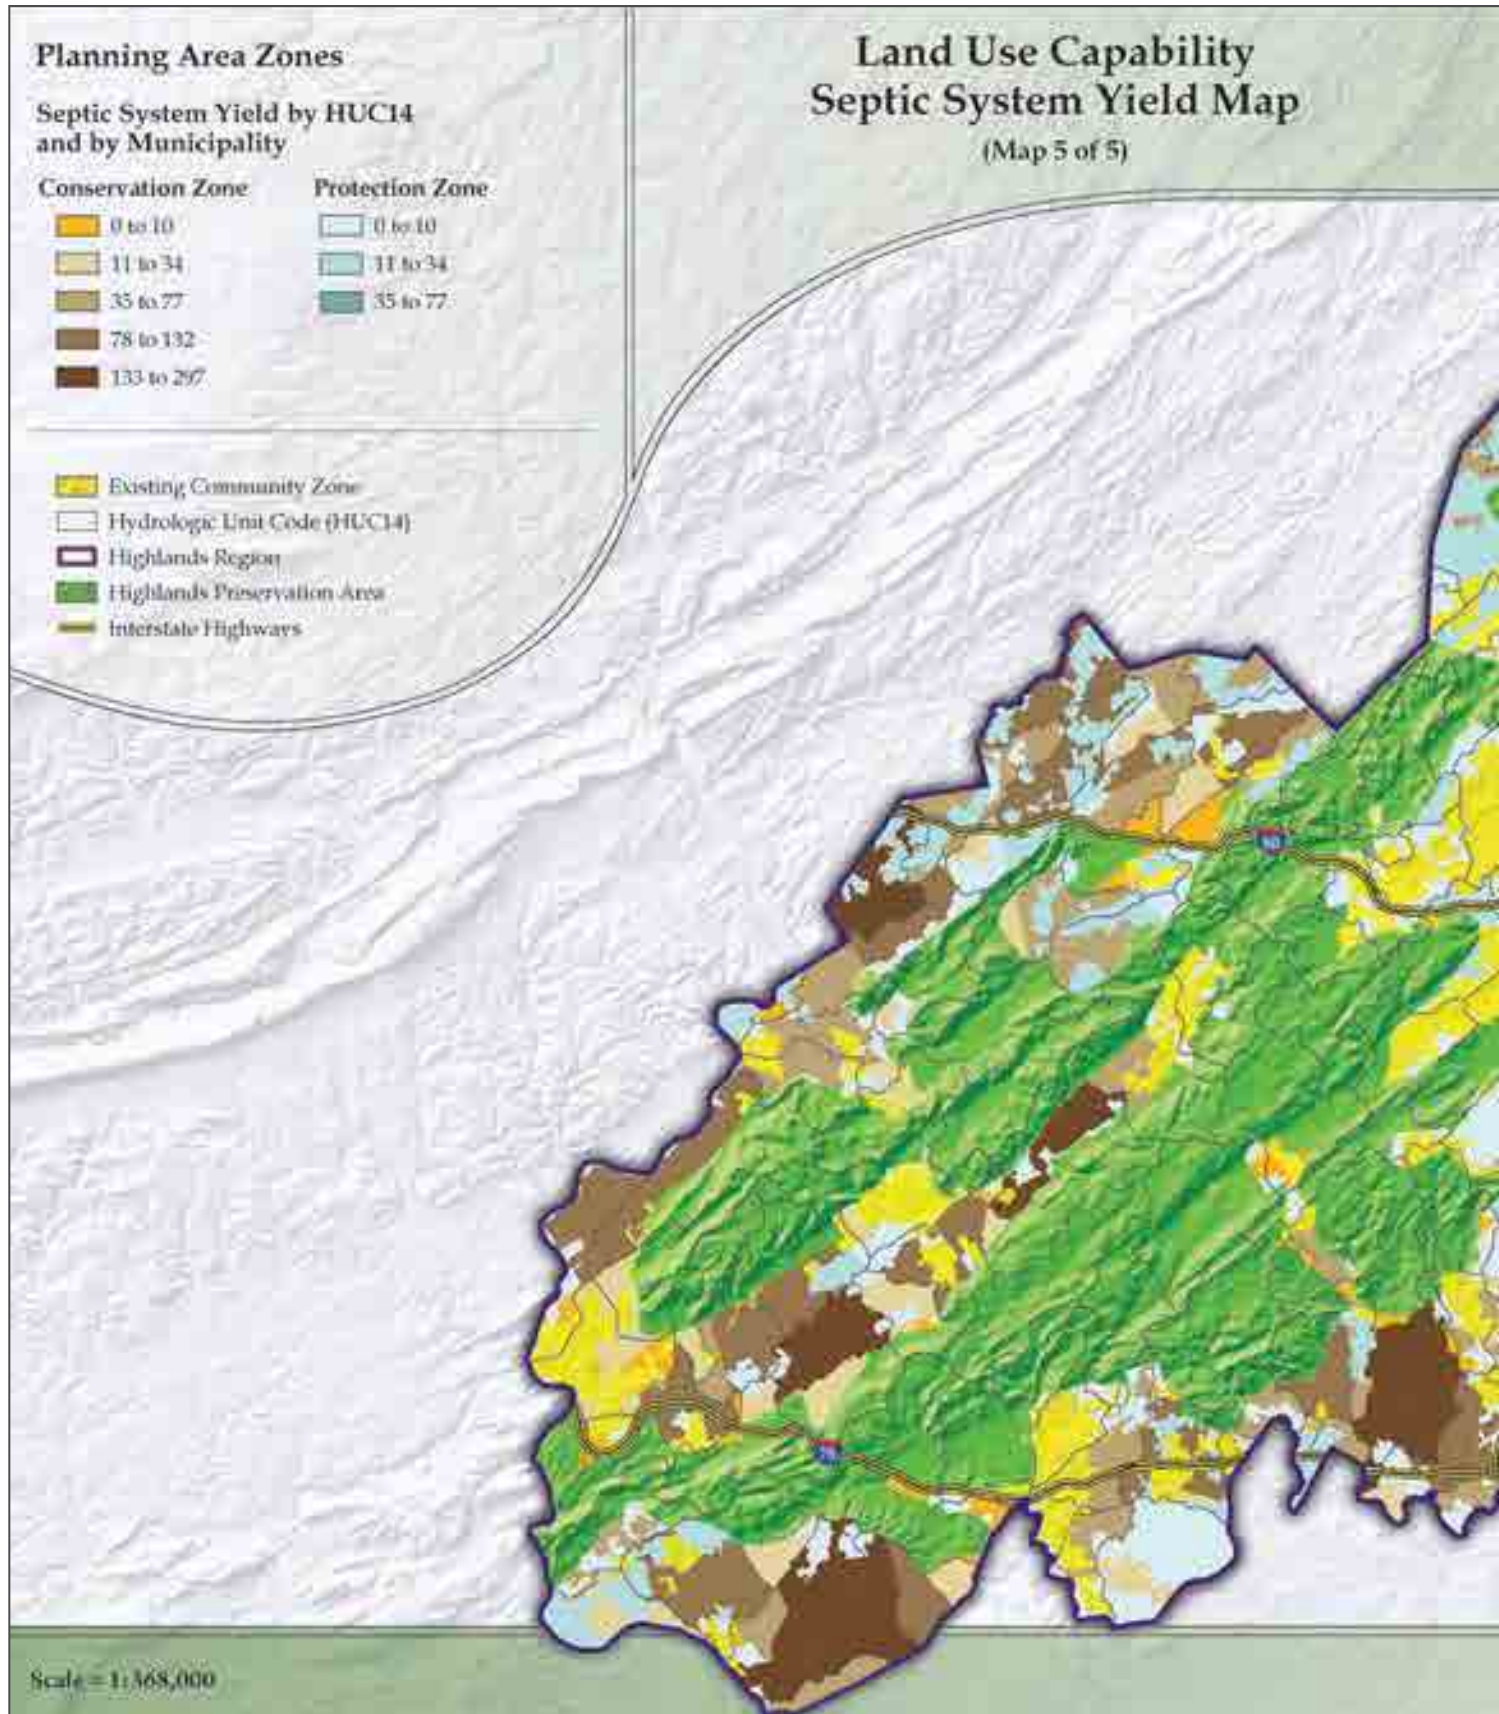 Planning Area Zones
Septic System Yield by HUC14
and by Municipality
Conservation Zone
0 to 10
11 to 34
35 to 77
78 to 132
133 to 297
Protection Zone
0 to 10
11 to 34
35 to 77
Existing Community Zone
Hydrologic Unit Code (HUC14)
Highlands Region
Highlands Preservation Area
Interstate Highways
Land Use Capability
Septic System Yield Map
(Map 5 of 5)
80
78
Scale = 1:368,000